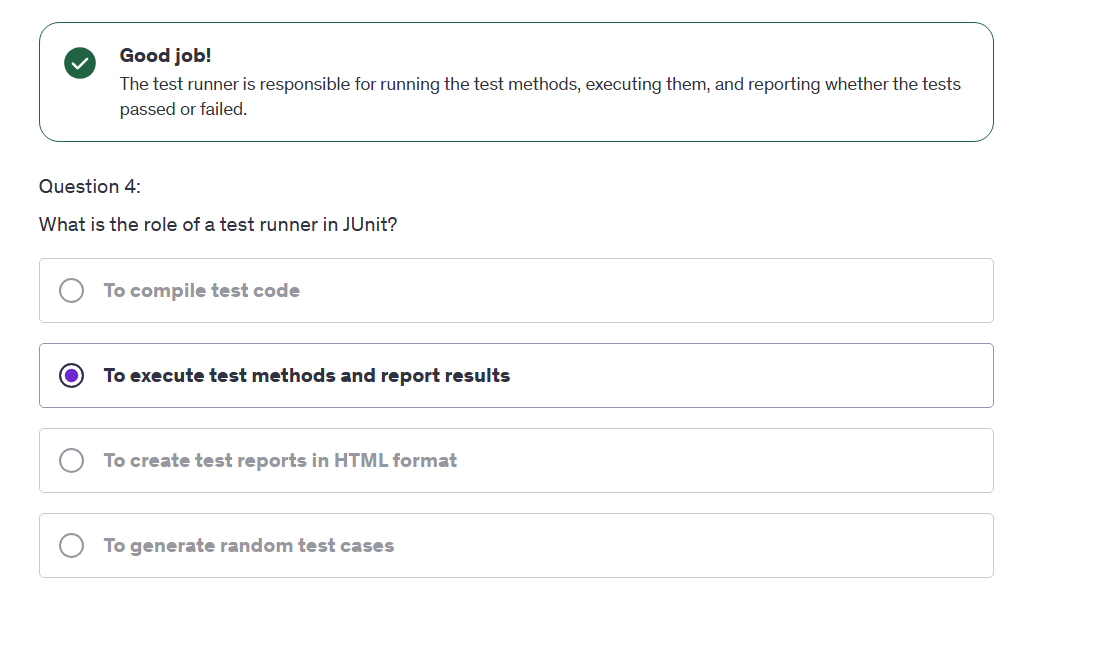 Good job!
The test runner is responsible for running the test methods, executing them, and reporting whether the tests
passed or failed.
Question 4:
What is the role of a test runner in JUnit?
To compile test code
To execute test methods and report results
To create test reports in HTML format
To generate random test cases